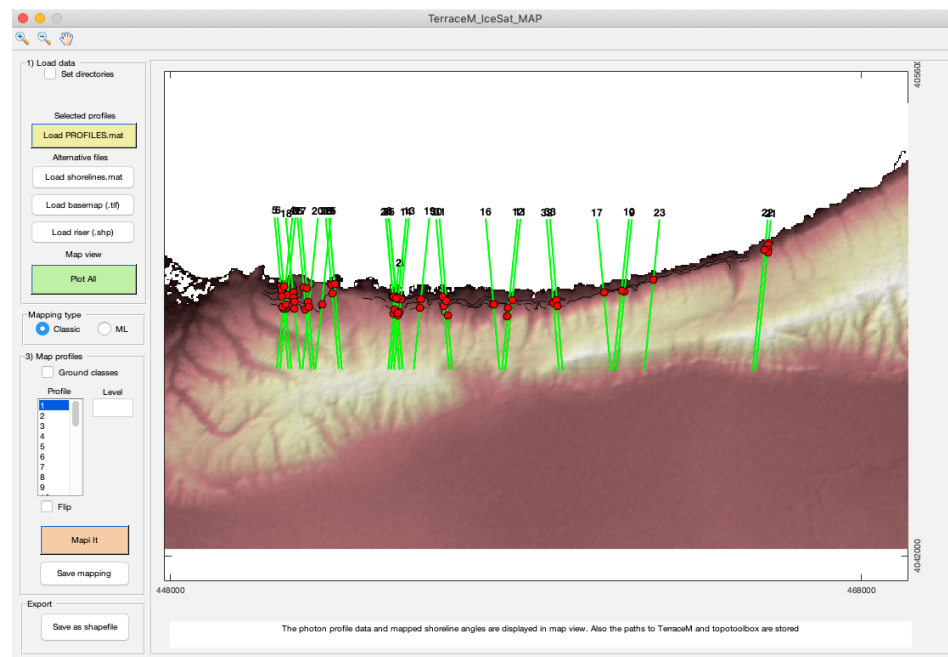 TerraceM_IceSat_MAP
1) Load data
Set directories
Selected profiles
Load PROFILES.mat
Alternative files
Load shorelines.mat
Load basemap (.tif)
Load riser (.shp)
Map view
Plot All
Mapping type
Classic
ML
3) Map profiles
Ground classes
Profile
Level
1
2
3
4
5
6
7
8
9
Flip
Mapi It
Save mapping
Export
Save as shapefile
18
20
2
13
19
16
17
23
4042000
448000
468000
The photon profile data and mapped shoreline angles are displayed in map view. Also the paths to TerraceM and topotoolbox are stored